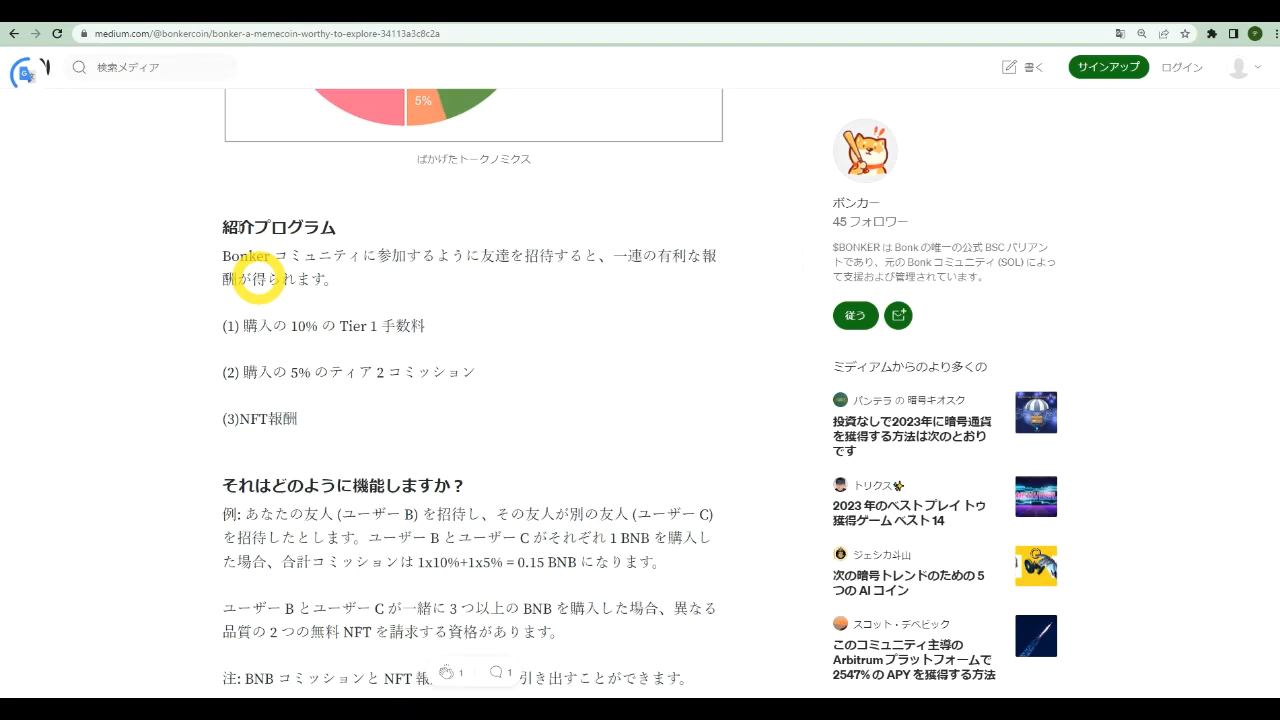 medium.com/@bonkercoin/bonker-a-memecoin-worthy-to-explore-34113a3c8c2a
検索メディア
書く
サインアップ
ログイン
5%
ばかげたトークノミクス
紹介プログラム
Bonker コミュニティに参加するように友達を招待すると、一連の有利な報
酬が得られます。
(1) 購入の 10% の Tier 1 手数料
(2) 購入の 5% のティア 2 コミッション
(3)NFT報酬
それはどのように機能しますか？
例: あなたの友人 (ユーザー B) を招待し、その友人が別の友人 (ユーザー C)
を招待したとします。ユーザー B とユーザー C がそれぞれ 1 BNB を購入し
た場合、合計コミッションは 1x10%+1x5% = 0.15 BNB になります。
ユーザー B とユーザー C が一緒に 3 つ以上の BNB を購入した場合、異なる
品質の 2 つの無料 NFT を請求する資格があります。
注: BNB コミッションと NFT 報
引き出すことができます。
1
1
ボンカー
45 フォロワー
$BONKER は Bonk の唯一の公式 BSC バリアン
トであり、元の Bonk コミュニティ (SOL) によっ
て支援および管理されています。
従う
ミディアムからのより多くの
パンテラ の 暗号キオスク
投資なしで2023年に暗号通貨
を獲得する方法は次のとおり
です
トリクス
2023 年のベスト プレイ トゥ
獲得ゲーム ベスト 14
ジェシカ斗山
次の暗号トレンドのための 5
つの AI コイン
スコット・デベック
このコミュニティ主導の
Arbitrum プラットフォームで
2547% の APY を獲得する方法